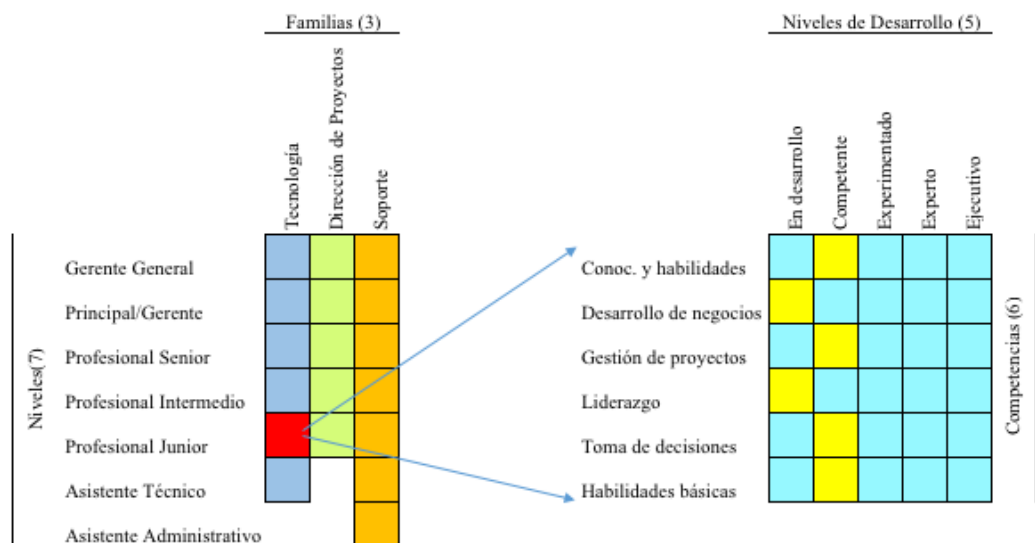 Familias (3)
Niveles de Desarrollo (5)
Tecnología
Dirección de Proyectos
Soporte
En desarrollo
Competente
Experimentado
Experto
Ejecutivo
Niveles(7)
Gerente General
Principal/Gerente
Profesional Senior
Profesional Intermedio
Profesional Junior
Asistente Técnico
Asistente Administrativo
Conoc. y habilidades
Desarrollo de negocios
Gestión de proyectos
Liderazgo
Toma de decisiones
Habilidades básicas
Competencias (6)